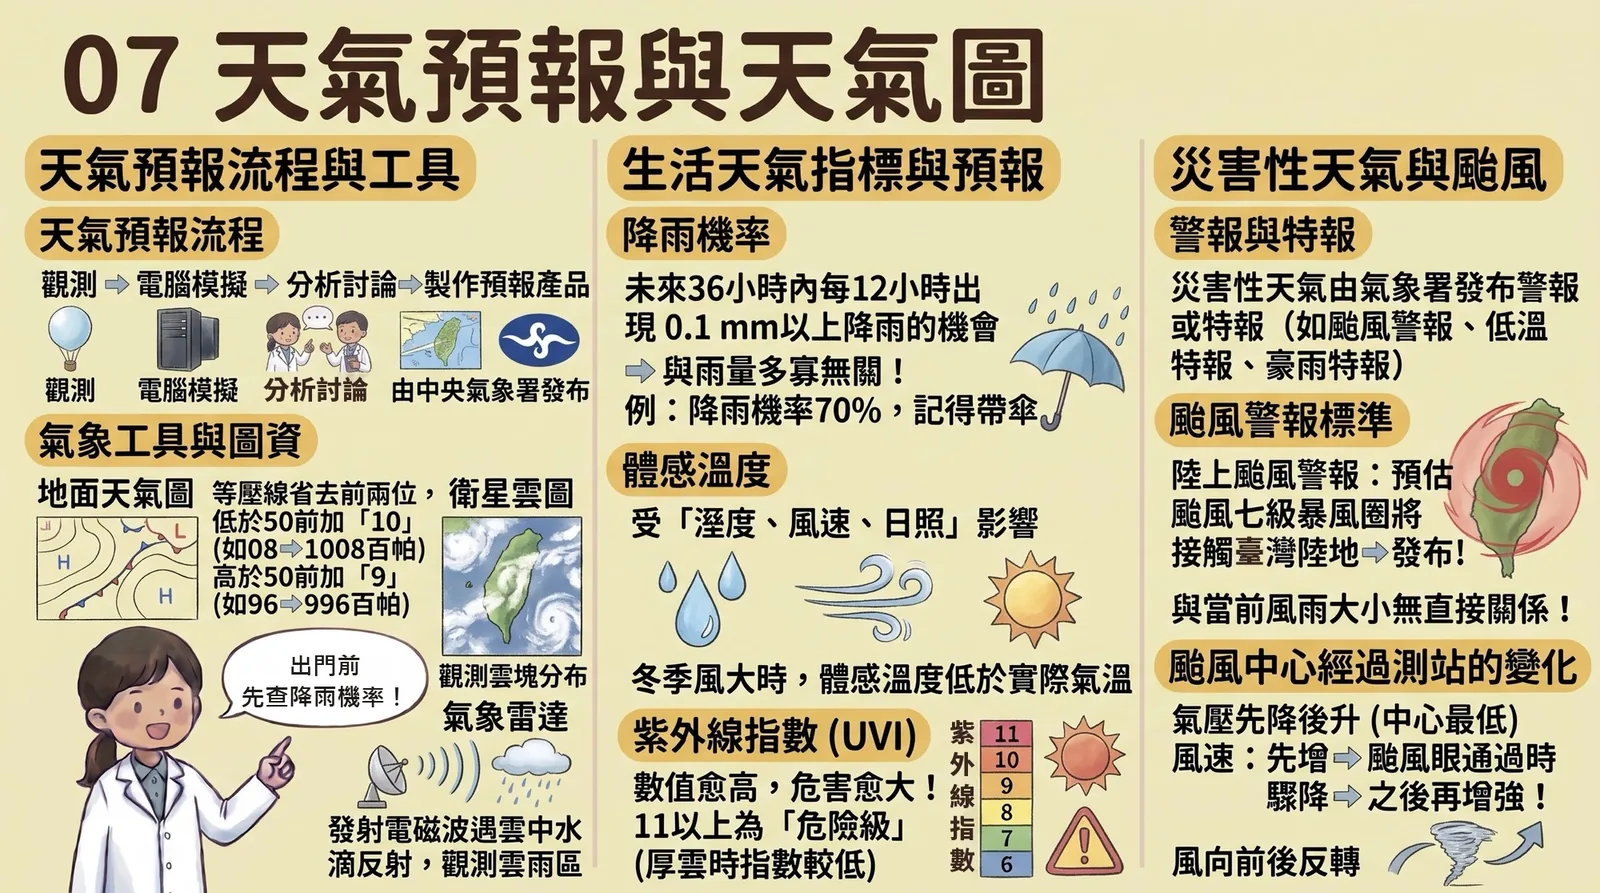 07 天氣預報與天氣圖
天氣預報流程與工具
天氣預報流程
觀測 ⇨ 電腦模擬 ⇨ 分析討論 ⇨ 製作預報產品
觀測
電腦模擬
分析討論
由中央氣象署發布
氣象工具與圖資
地面天氣圖
H
L
H
等壓線省去前兩位，
低於50前加「10」
(如08⇨1008百帕)
高於50前加「9」
(如96⇨996百帕)
衛星雲圖
觀測雲塊分布
出門前
先查降雨機率！
氣象雷達
發射電磁波遇雲中水
滴反射，觀測雲雨區
生活天氣指標與預報
降雨機率
未來36小時內每12小時出
現 0.1 mm以上降雨的機會
⇨ 與雨量多寡無關！
例：降雨機率70%，記得帶傘
體感溫度
受「溼度、風速、日照」影響
冬季風大時，體感溫度低於實際氣溫
紫外線指數 (UVI)
數值愈高，危害愈大！
11以上為「危險級」
(厚雲時指數較低)
紫外線指數
11
10
9
8
7
6
災害性天氣與颱風
警報與特報
災害性天氣由氣象署發布警報
或特報（如颱風警報、低溫
特報、豪雨特報）
颱風警報標準
陸上颱風警報：預估
颱風七級暴風圈將
接觸臺灣陸地⇨發布!
與當前風雨大小無直接關係！
颱風中心經過測站的變化
氣壓先降後升 (中心最低)
風速：先增⇨颱風眼通過時
驟降⇨之後再增強！
風向前後反轉